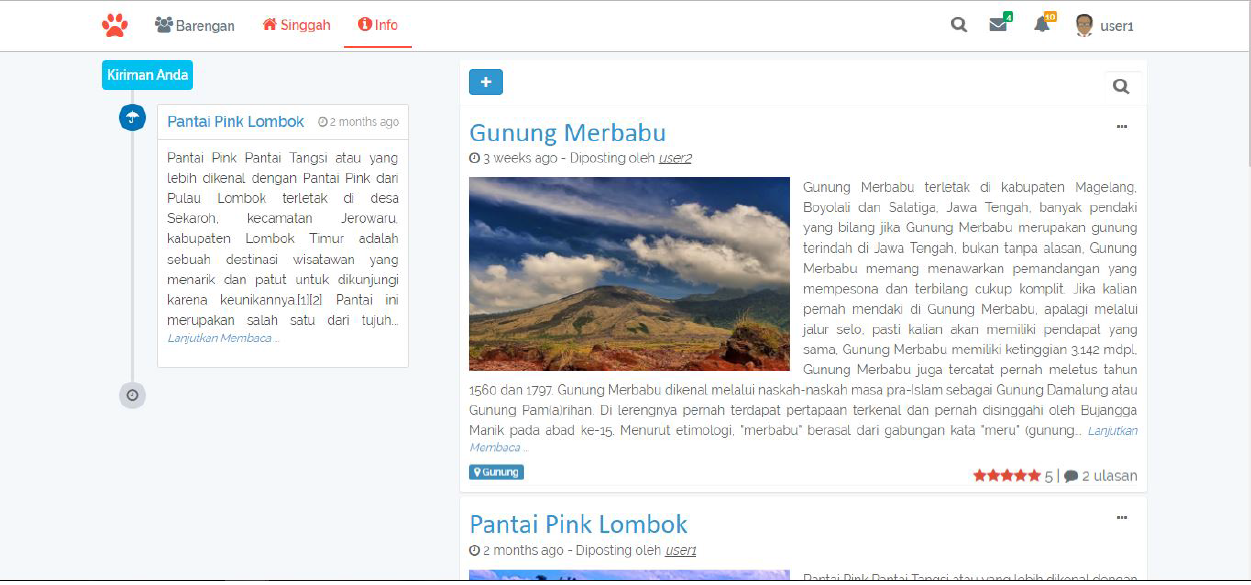 Barengan Singgah Info 4 10 user1
Kiriman Anda
Pantai Pink Lombok 2 months ago
Pantai Pink Pantai Tangsi atau yang
lebih dikenal dengan Pantai Pink dari
Pulau Lombok terletak di desa
Sekaroh, kecamatan Jerowaru,
kabupaten Lombok Timur adalah
sebuah destinasi wisatawan yang
menarik dan patut untuk dikunjungi
karena keunikannya.[1][2] Pantai ini
merupakan salah satu dari tujuh...
Lanjutkan Membaca ...
Gunung Merbabu
3 weeks ago - Diposting oleh user2
Gunung Merbabu terletak di kabupaten Magelang,
Boyolali dan Salatiga, Jawa Tengah, banyak pendaki
yang bilang jika Gunung Merbabu merupakan gunung
terindah di Jawa Tengah, bukan tanpa alasan, Gunung
Merbabu memang menawarkan pemandangan yang
mempesona dan terbilang cukup komplit. Jika kalian
pernah mendaki di Gunung Merbabu, apalagi melalui
jalur selo, pasti kalian akan memiliki pendapat yang
sama, Gunung Merbabu memiliki ketinggian 3.142 mdpl,
Gunung Merbabu juga tercatat pernah meletus tahun
1560 dan 1797. Gunung Merbabu dikenal melalui naskah-naskah masa pra-Islam sebagai Gunung Damalung atau
Gunung Pam(a)rihan. Di lerengnya pernah terdapat pertapaan terkenal dan pernah disinggahi oleh Bujangga
Manik pada abad ke-15. Menurut etimologi, "merbabu" berasal dari gabungan kata "meru" (gunung... Lanjutkan
Membaca ...
Gunung
5 | 2 ulasan
Pantai Pink Lombok
2 months ago - Diposting oleh user1
Pantai Pink Pantai Tangsi atau yang lebih dikenal dengan